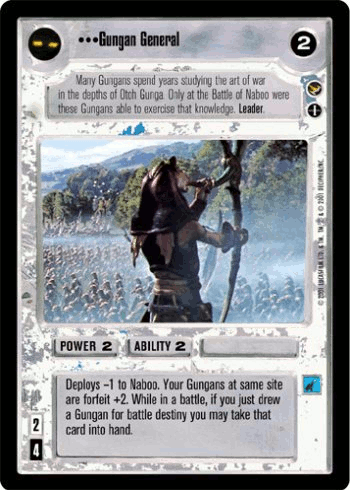 •••Gungan General
2
Many Gungans spend years studying the art of war
in the depths of Otoh Gunga. Only at the Battle of Naboo were
these Gungans able to exercise that knowledge. Leader.
POWER 2 ABILITY 2
Deploys -1 to Naboo. Your Gungans at same site
are forfeit +2. While in a battle, if you just drew
a Gungan for battle destiny you may take that
card into hand.
2
4